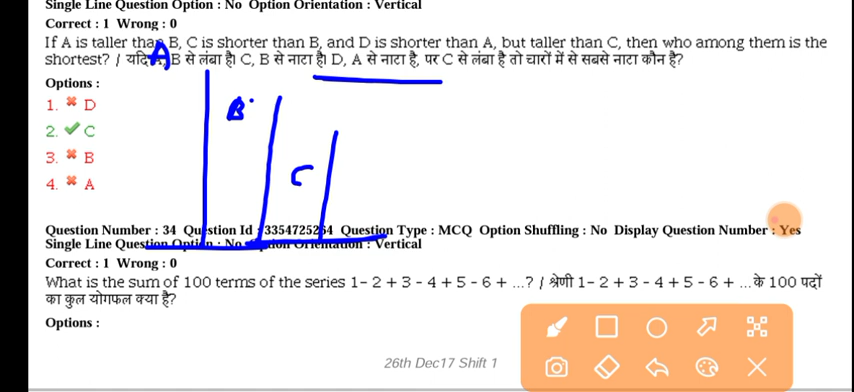 Single Line Question Option : No Option Orientation : Vertical
Correct : 1 Wrong : 0
If A is taller than B, C is shorter than B, and D is shorter than A, but taller than C, then who among them is the
shortest? / यदि A, B से लंबा है। C, B से नाटा है। D, A से नाटा है, पर C से लंबा है तो चारों में से सबसे नाटा कौन है?
Options :
1. D
2. C
3. B
4. A
A
B
C
Question Number : 34 Question Id : 3354725264 Question Type : MCQ Option Shuffling : No Display Question Number : Yes
Single Line Question Option : No Option Orientation : Vertical
Correct : 1 Wrong : 0
What is the sum of 100 terms of the series 1- 2 + 3 - 4 + 5 - 6 + ...? / श्रेणी 1- 2 + 3 - 4 + 5 - 6 + ...के 100 पदों
का कुल योगफल क्या है?
Options :
26th Dec17 Shift 1